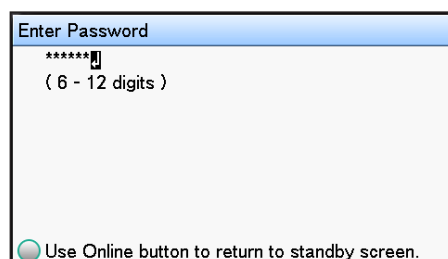 Enter Password
******↵
( 6 - 12 digits )
Use Online button to return to standby screen.